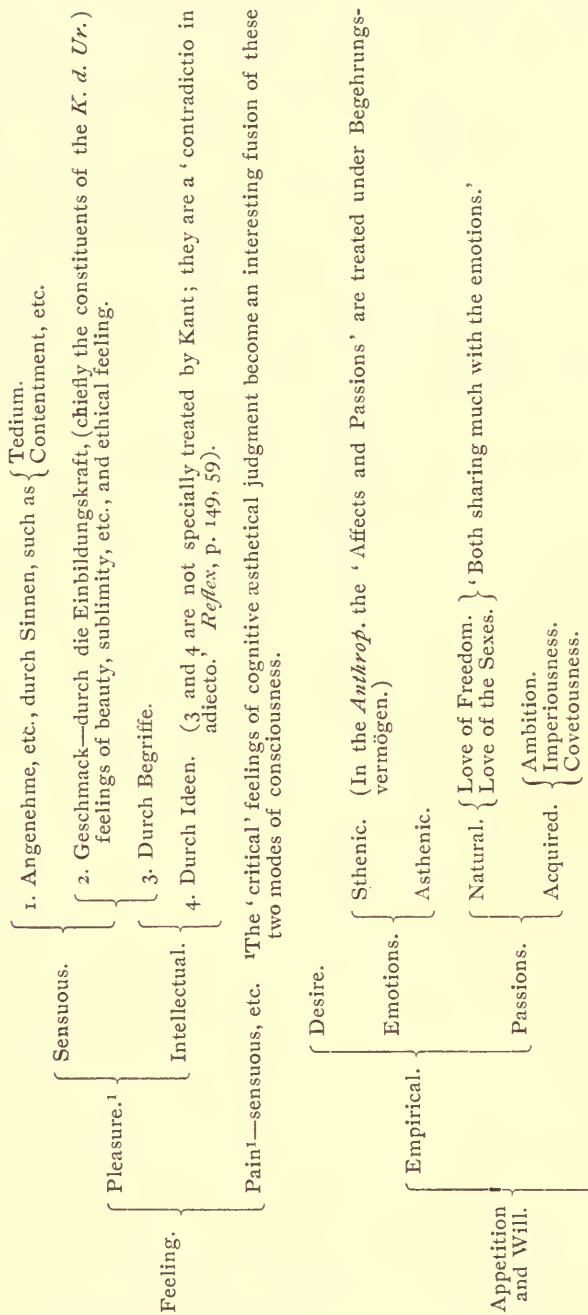 Feeling.
Pleasure.¹
Sensuous.
1. Angenehme, etc., durch Sinnen, such as { Tedium.
Contentment, etc.
2. Geschmack—durch die Einbildungskraft, (chiefly the constituents of the K. d. Ur.)
feelings of beauty, sublimity, etc., and ethical feeling.
Intellectual.
3. Durch Begriffe.
4. Durch Ideen. (3 and 4 are not specially treated by Kant; they are a ‘contradictio in
adiecto.’ Reflex, p. 149, 59).
Pain¹—sensuous, etc. ¹The ‘critical’ feelings of cognitive æsthetical judgment become an interesting fusion of these
two modes of consciousness.
Appetition
and Will.
Empirical.
Desire.
Emotions.
Sthenic. (In the Anthrop. the ‘Affects and Passions’ are treated under Begehrungs-
vermögen.)
Asthenic.
Passions.
Natural. { Love of Freedom.
Love of the Sexes. } ‘Both sharing much with the emotions.’
Acquired. { Ambition.
Imperiousness.
Covetousness.